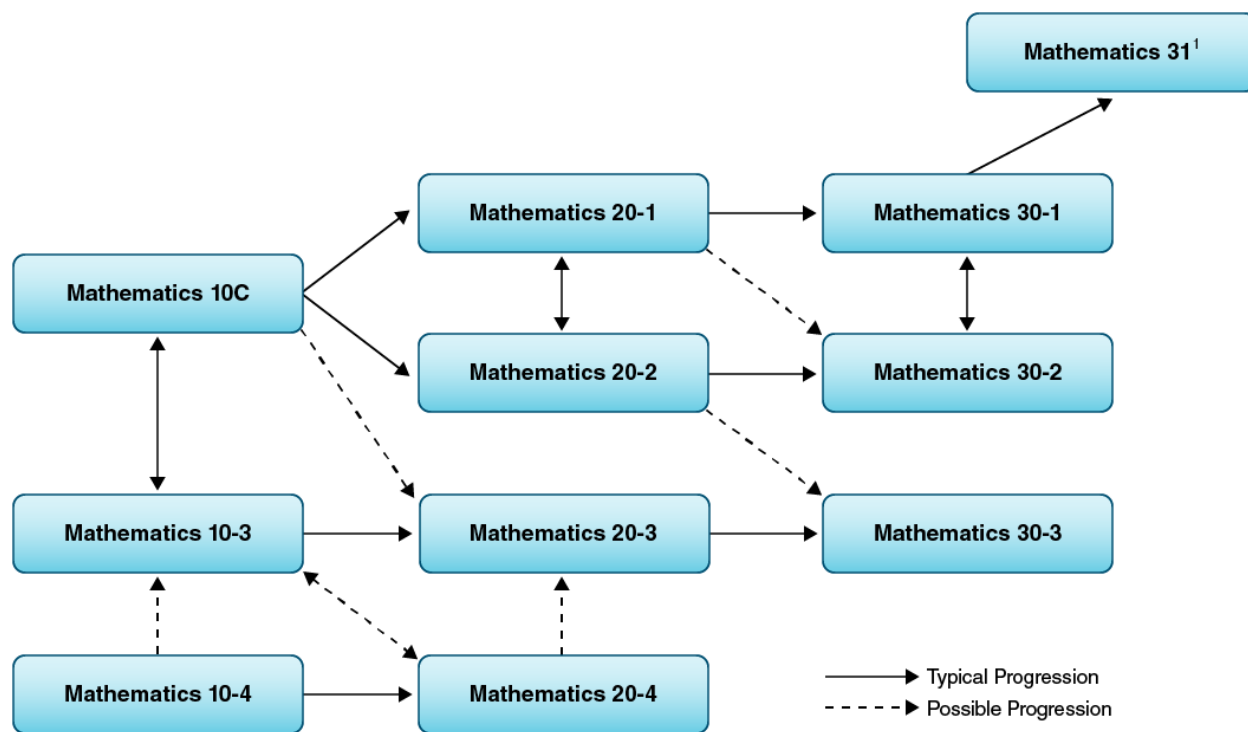 Mathematics 31¹
Mathematics 20-1
Mathematics 30-1
Mathematics 10C
Mathematics 20-2
Mathematics 30-2
Mathematics 10-3
Mathematics 20-3
Mathematics 30-3
Mathematics 10-4
Mathematics 20-4
Typical Progression
Possible Progression